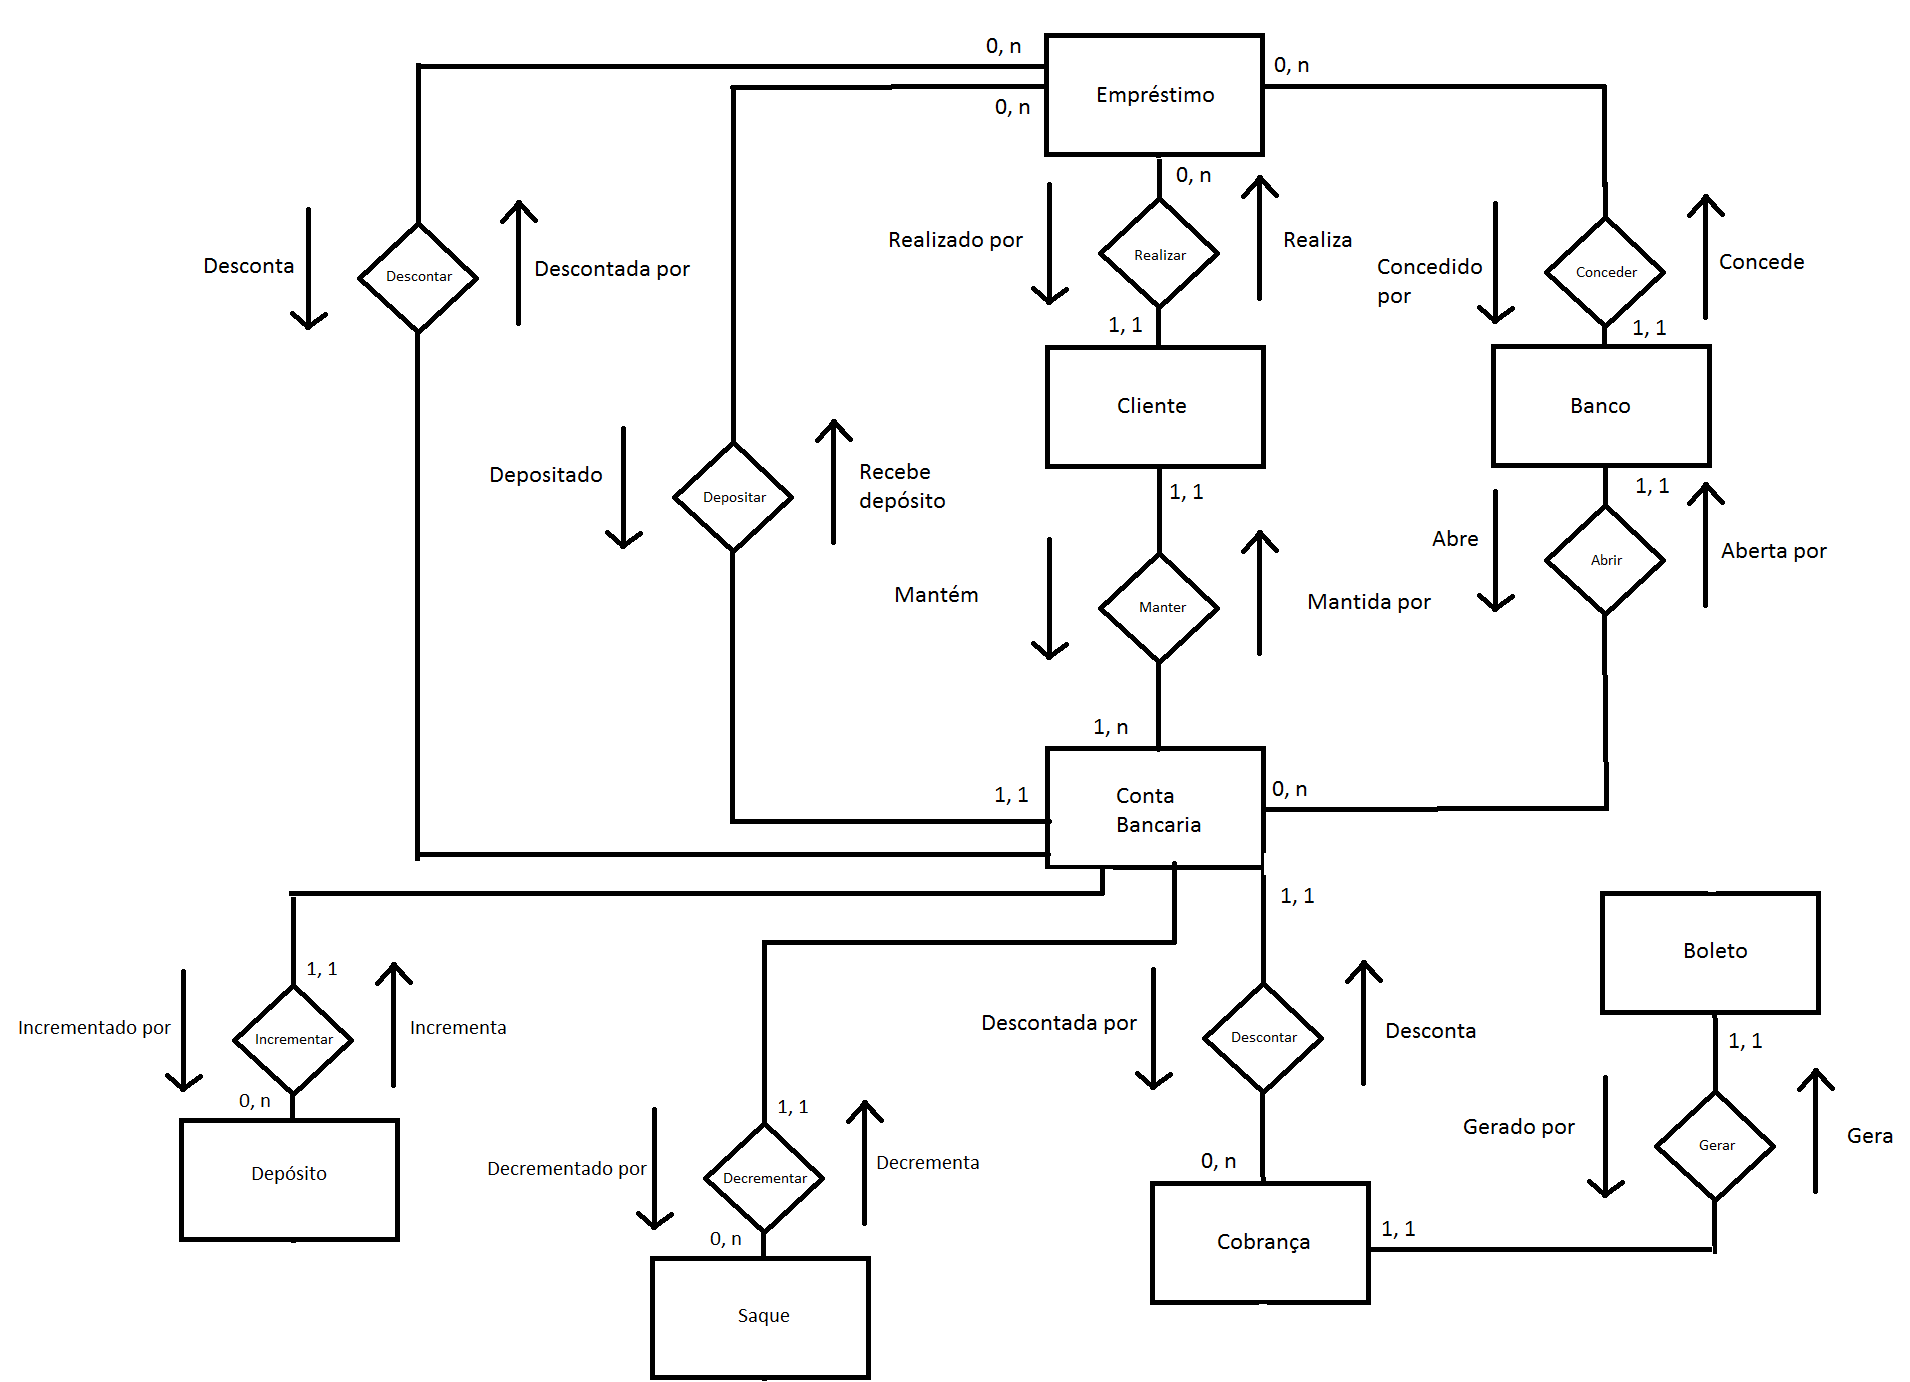 0, n
0, n
Empréstimo
0, n
0, n
Desconta
Descontar
Descontada por
Realizado por
Realizar
Realiza
Concedido
por
Conceder
Concede
1, 1
1, 1
Cliente
Banco
Depositado
Depositar
Recebe
depósito
1, 1
1, 1
Abre
Abrir
Aberta por
Mantém
Manter
Mantida por
1, n
1, 1
Conta
Bancaria
0, n
1, 1
Boleto
Incrementado por
1, 1
Incrementar
Incrementa
0, n
Depósito
Descontada por
Descontar
Desconta
1, 1
Gerado por
Gerar
Gera
1, 1
Decrementado por
Decrementar
Decrementa
0, n
Saque
0, n
Cobrança
1, 1